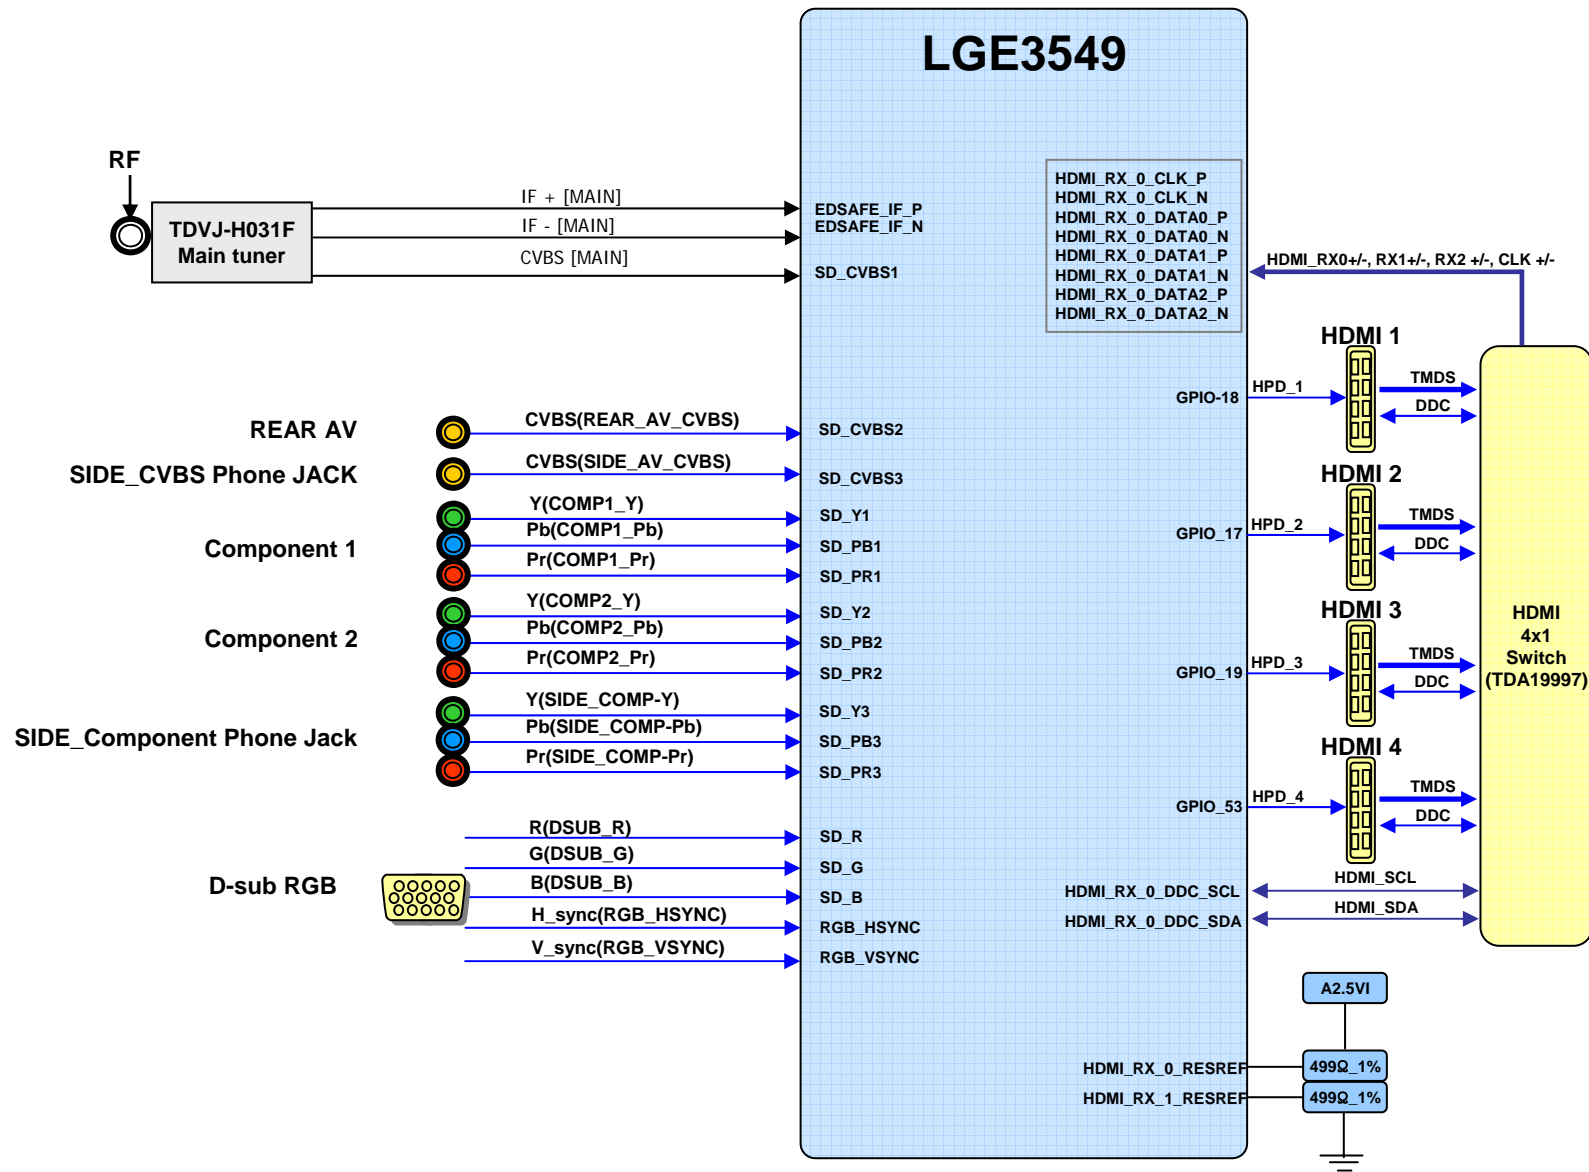 LGE3549
RF
TDVJ-H031F
Main tuner
IF + [MAIN]
IF - [MAIN]
CVBS [MAIN]
EDSAFE_IF_P
EDSAFE_IF_N
SD_CVBS1
HDMI_RX_0_CLK_P
HDMI_RX_0_CLK_N
HDMI_RX_0_DATA0_P
HDMI_RX_0_DATA0_N
HDMI_RX_0_DATA1_P
HDMI_RX_0_DATA1_N
HDMI_RX_0_DATA2_P
HDMI_RX_0_DATA2_N
HDMI_RX0+/-, RX1+/-, RX2 +/-, CLK +/-
REAR AV
CVBS(REAR_AV_CVBS)
SD_CVBS2
SIDE_CVBS Phone JACK
CVBS(SIDE_AV_CVBS)
SD_CVBS3
Component 1
Y(COMP1_Y)
Pb(COMP1_Pb)
Pr(COMP1_Pr)
SD_Y1
SD_PB1
SD_PR1
Component 2
Y(COMP2_Y)
Pb(COMP2_Pb)
Pr(COMP2_Pr)
SD_Y2
SD_PB2
SD_PR2
SIDE_Component Phone Jack
Y(SIDE_COMP-Y)
Pb(SIDE_COMP-Pb)
Pr(SIDE_COMP-Pr)
SD_Y3
SD_PB3
SD_PR3
D-sub RGB
R(DSUB_R)
G(DSUB_G)
B(DSUB_B)
H_sync(RGB_HSYNC)
V_sync(RGB_VSYNC)
SD_R
SD_G
SD_B
RGB_HSYNC
RGB_VSYNC
HDMI 1
GPIO-18
HPD_1
TMDS
DDC
HDMI 2
GPIO_17
HPD_2
TMDS
DDC
HDMI 3
GPIO_19
HPD_3
TMDS
DDC
HDMI 4
GPIO_53
HPD_4
TMDS
DDC
HDMI
4x1
Switch
(TDA19997)
HDMI_RX_0_DDC_SCL
HDMI_SCL
HDMI_RX_0_DDC_SDA
HDMI_SDA
A2.5VI
HDMI_RX_0_RESREF
499Ω_1%
HDMI_RX_1_RESREF
499Ω_1%